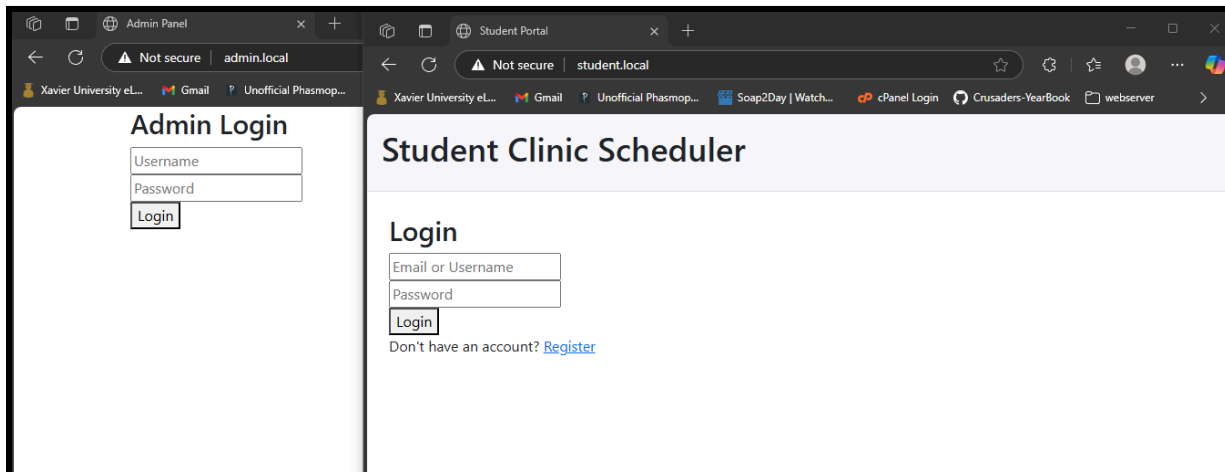 Admin Panel
Not secure
admin.local
Xavier University eL...
Gmail
Unofficial Phasmop...
Admin Login
Username
Password
Login
Student Portal
Not secure
student.local
Xavier University eL...
Gmail
Unofficial Phasmop...
Soap2Day | Watch...
cPanel Login
Crusaders-YearBook
webserver
Student Clinic Scheduler
Login
Email or Username
Password
Login
Don't have an account? Register